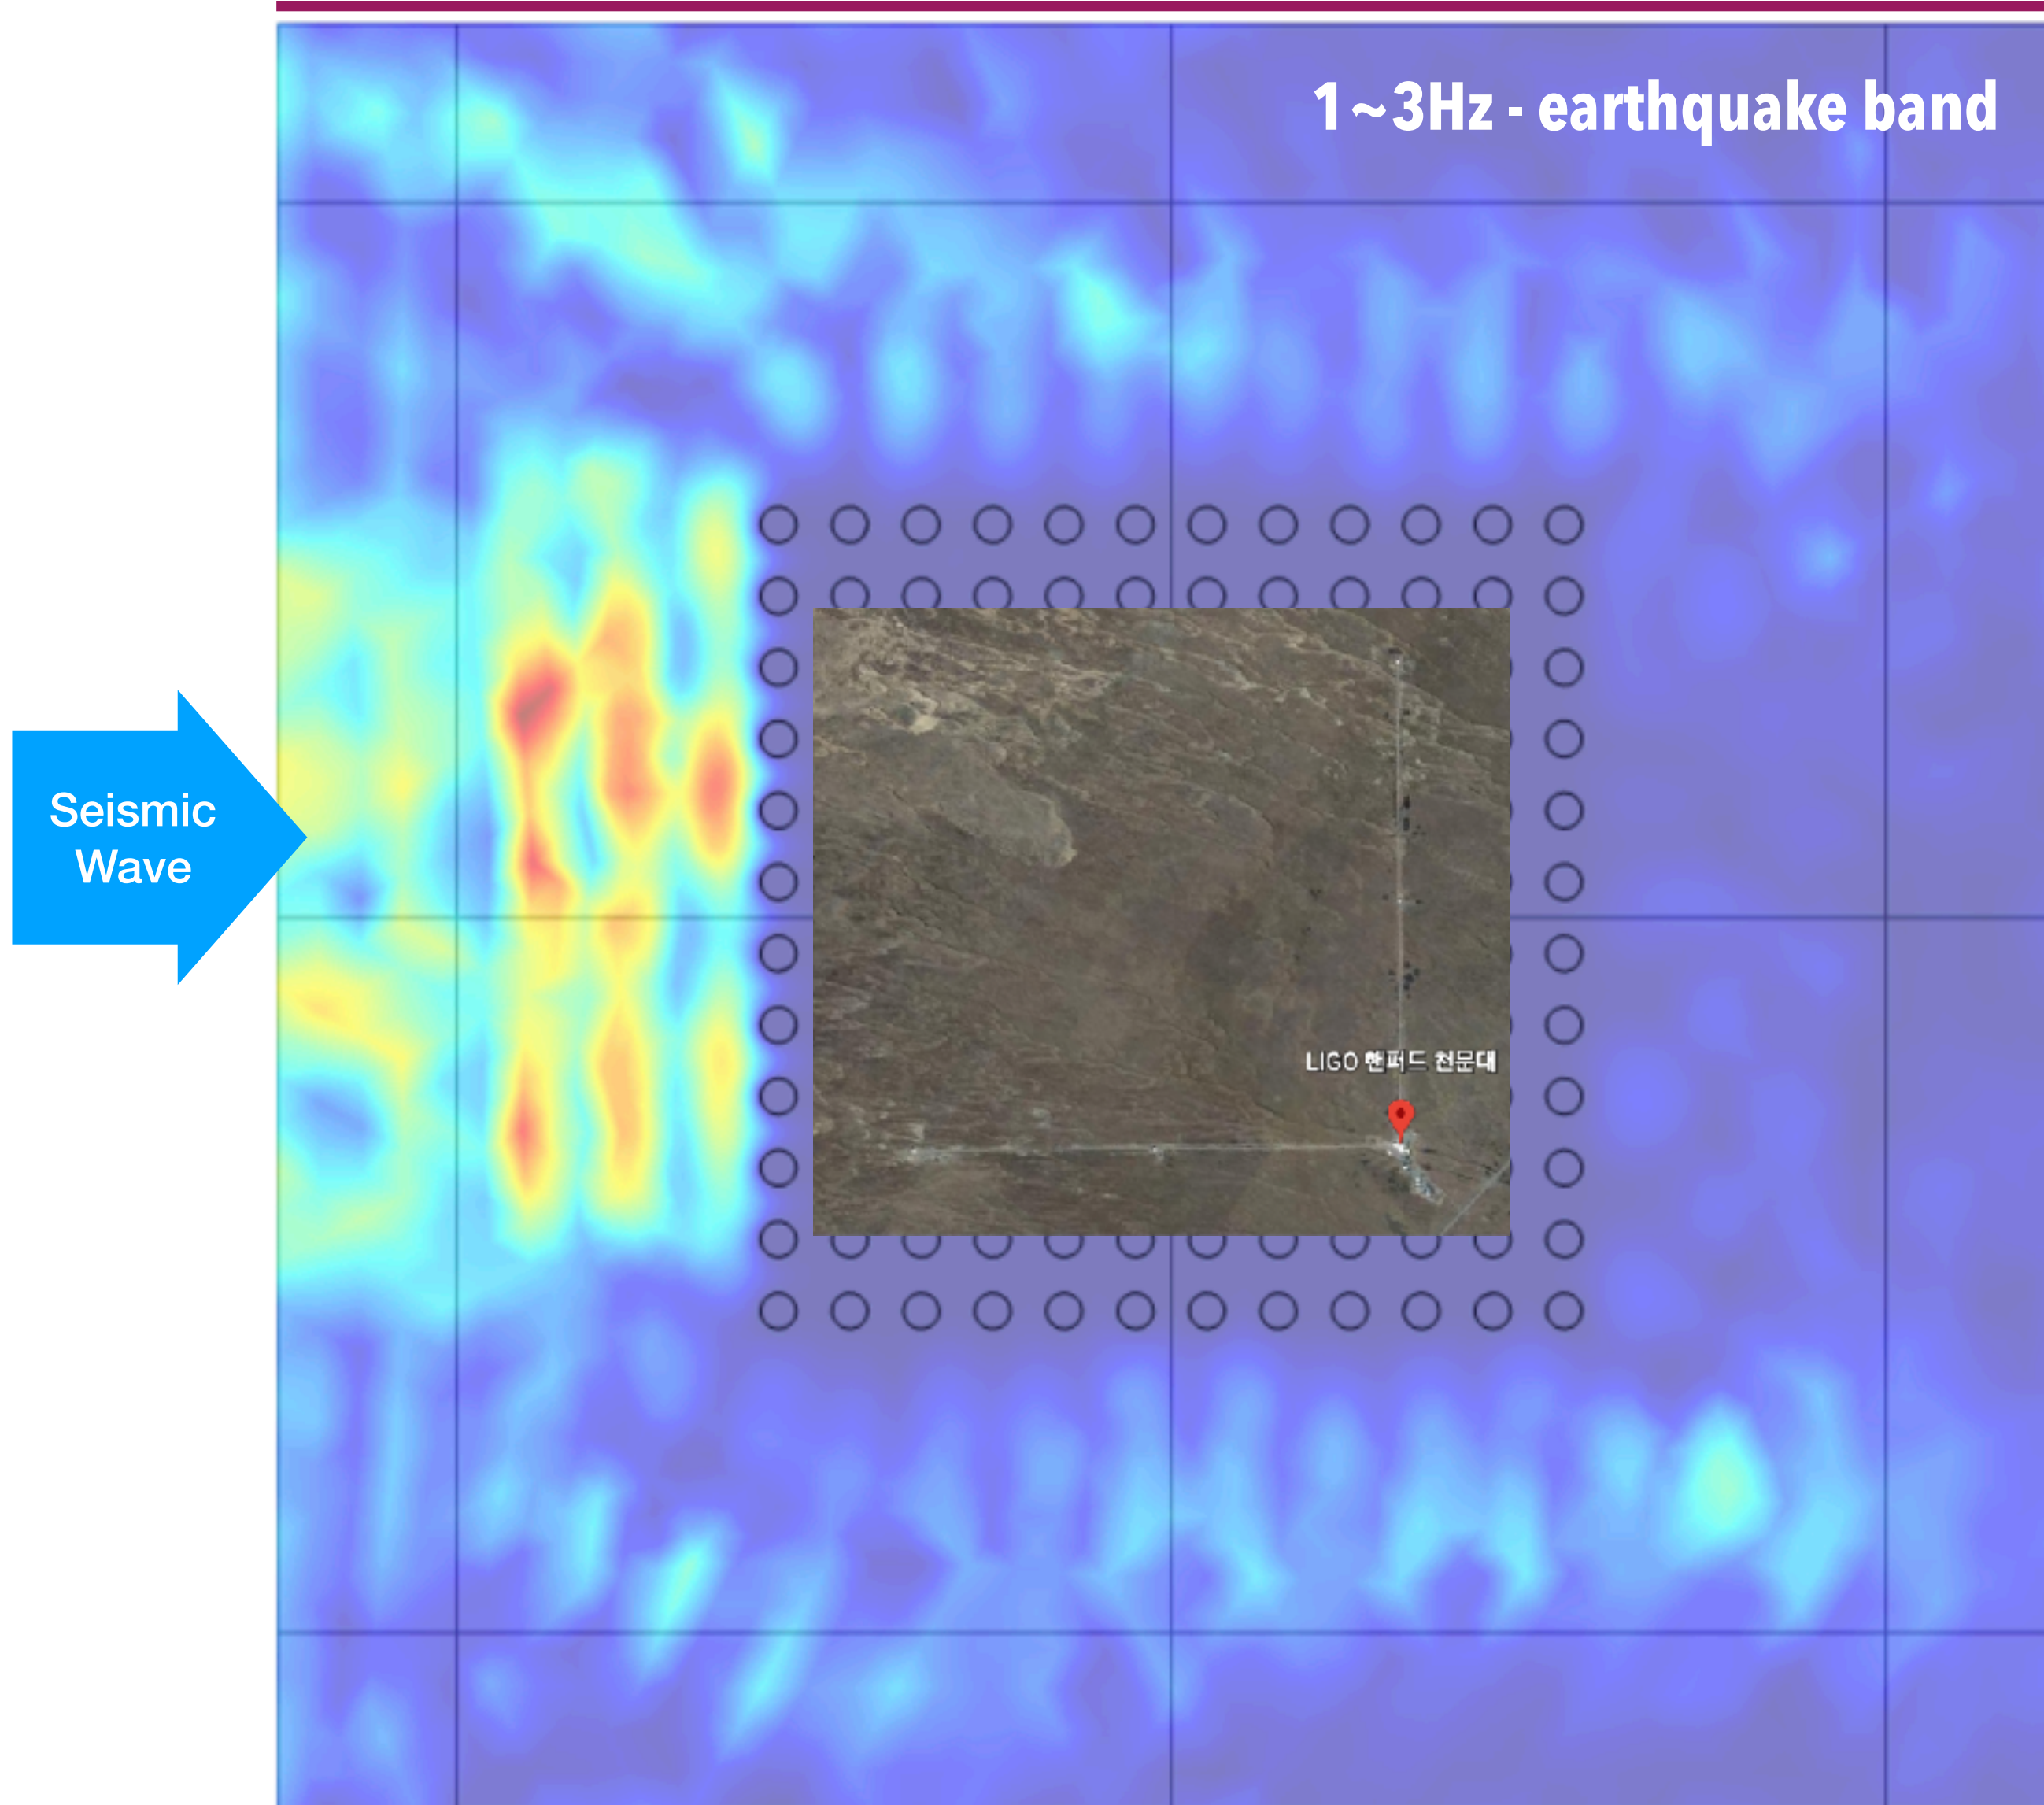 1~3Hz - earthquake band
Seismic
Wave
LIGO 핸퍼드 천문대